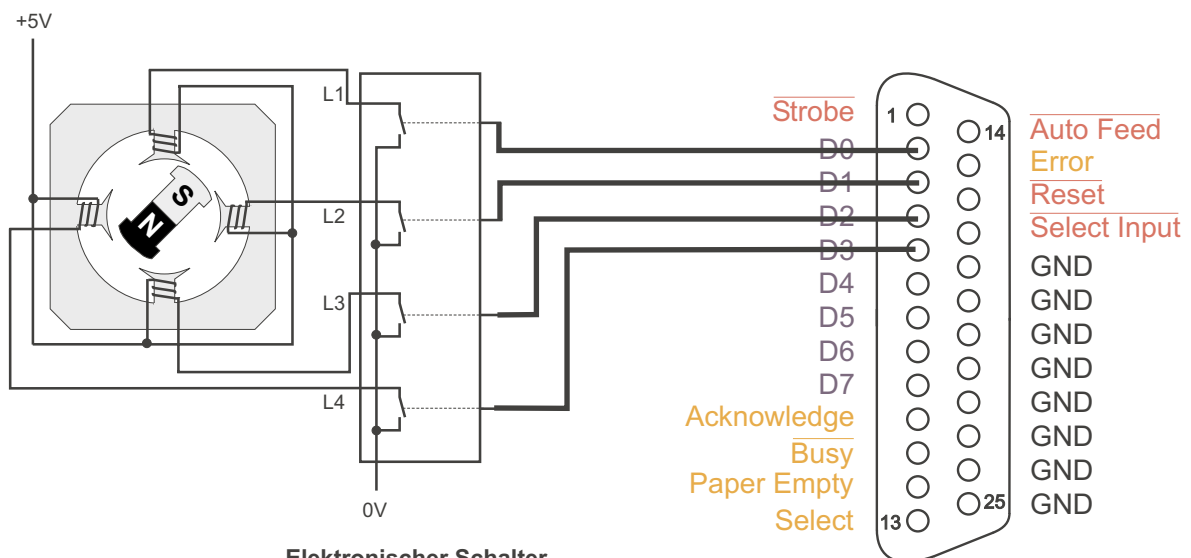 +5V
L1
L2
L3
L4
S
N
0V
Elektronischer Schalter
Strobe
D0
D1
D2
D3
D4
D5
D6
D7
Acknowledge
Busy
Paper Empty
Select
1
13
14
25
Auto Feed
Error
Reset
Select Input
GND
GND
GND
GND
GND
GND
GND
GND